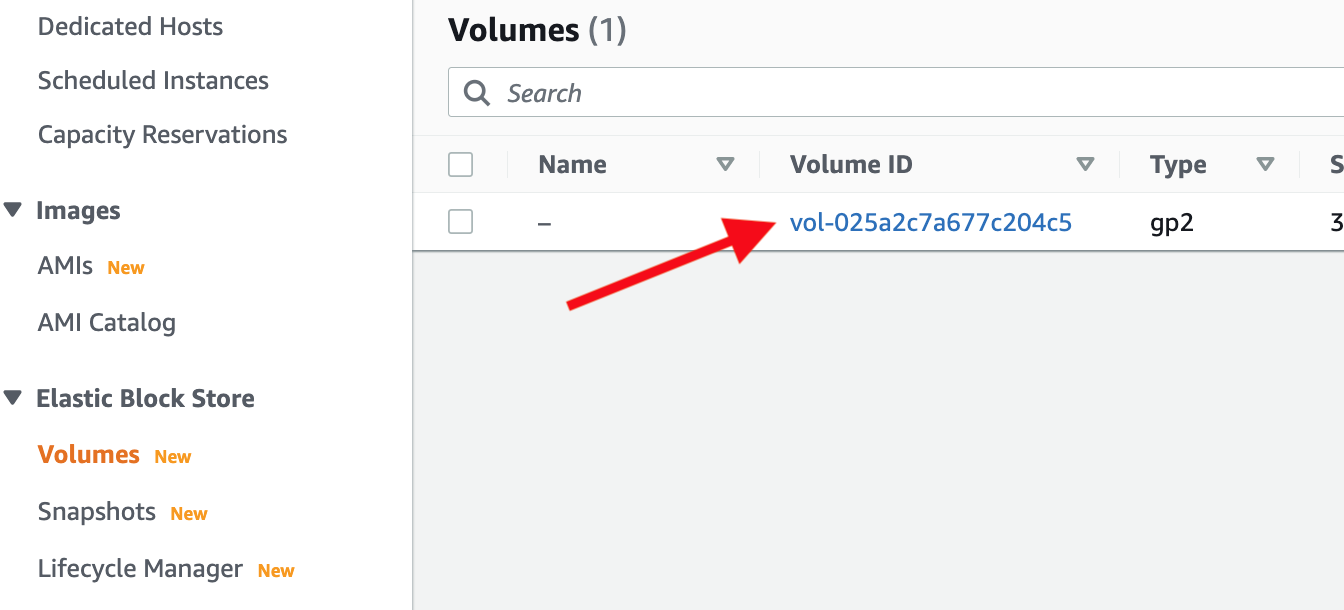 Dedicated Hosts
Scheduled Instances
Capacity Reservations
Images
AMIs New
AMI Catalog
Elastic Block Store
Volumes New
Snapshots New
Lifecycle Manager New
Volumes (1)
Search
Name Volume ID Type S
– vol-025a2c7a677c204c5 gp2 3